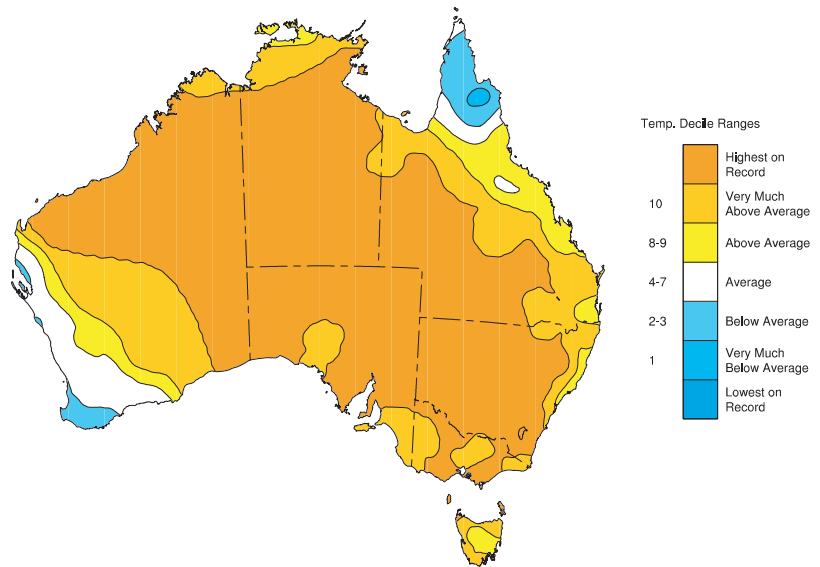 Temp. Decile Ranges
Highest on
Record
10
Very Much
Above Average
8-9
Above Average
4-7
Average
2-3
Below Average
1
Very Much
Below Average
Lowest on
Record